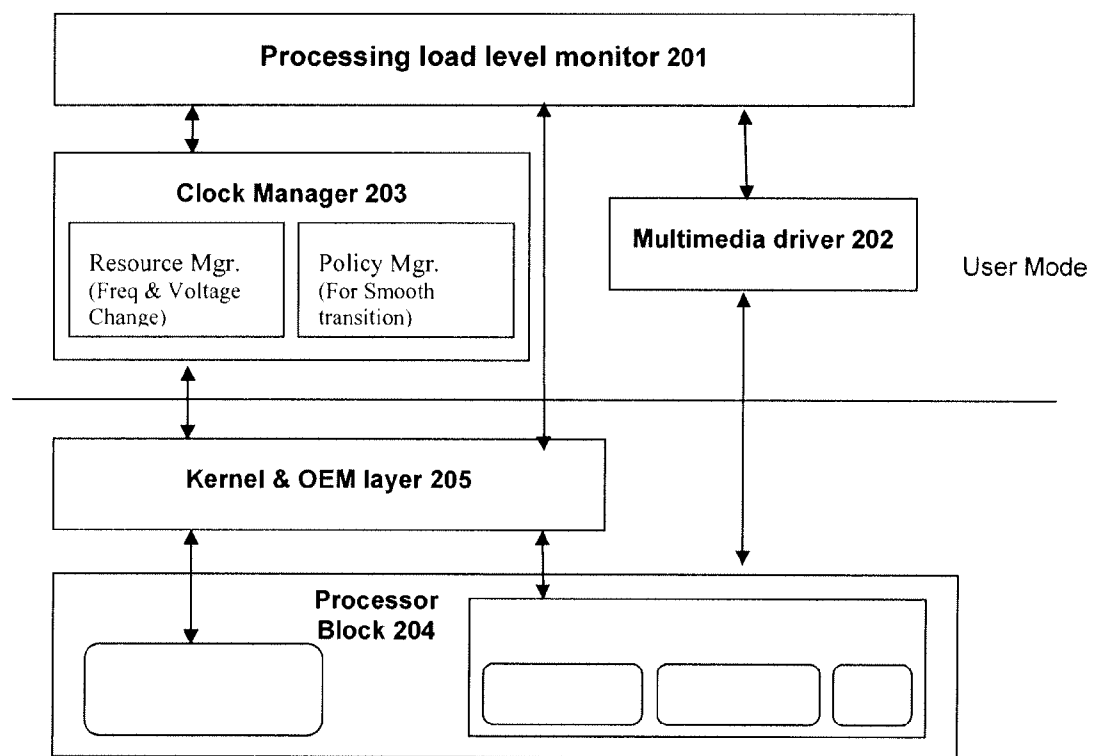 Processing load level monitor 201
Clock Manager 203
Resource Mgr.
(Freq & Voltage
Change)
Policy Mgr.
(For Smooth
transition)
Multimedia driver 202
User Mode
Kernel & OEM layer 205
Processor
Block 204